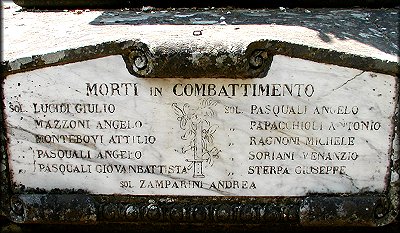 MORTI IN COMBATTIMENTO
SOL. LUCIDI GIULIO
„ MAZZONI ANGELO
„ MONTEBOVI ATTILIO
„ PASQUALI ANGELO
„ PASQUALI GIOVANBATTISTA
SOL. PASQUALI ANGELO
„ PAPACCHIOLI ANTONIO
„ RAGNONI MICHELE
„ SORIANI VENANZIO
„ STERPA GIUSEPPE
SOL. ZAMPARINI ANDREA